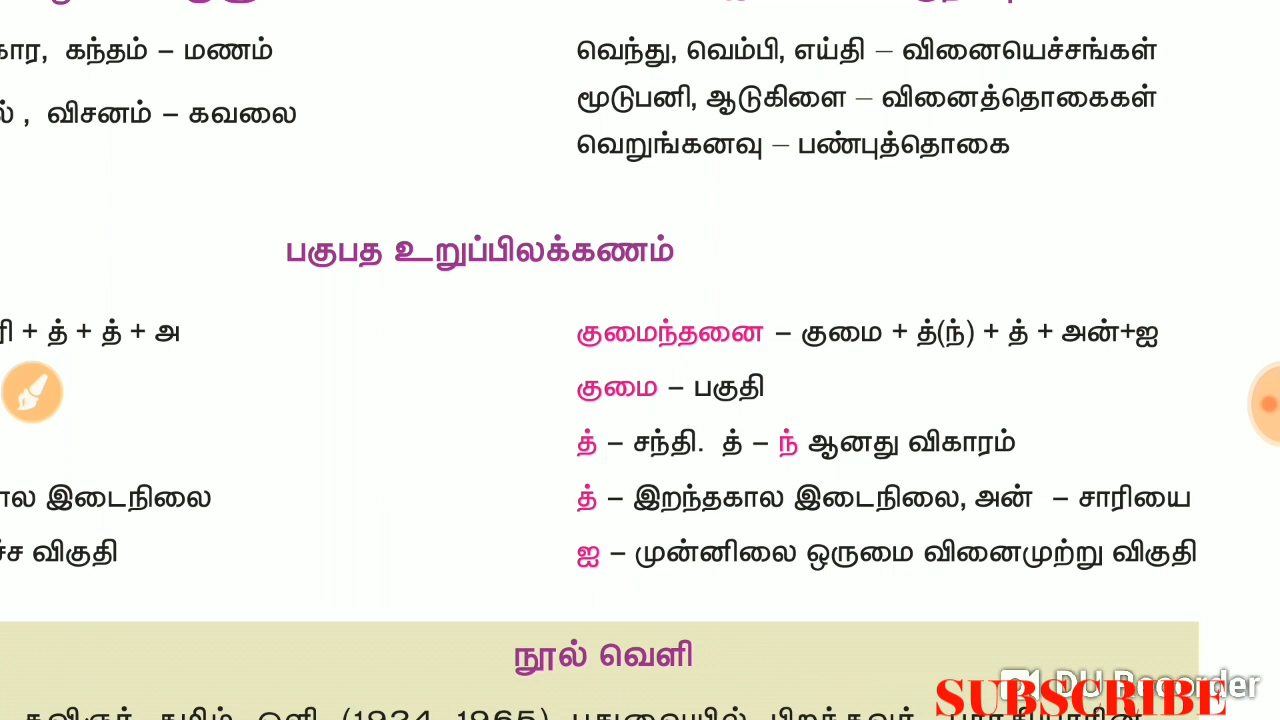 கார, கந்தம் – மணம்
விசனம் – கவலை
வெந்து, வெம்பி, எய்தி – வினையெச்சங்கள்
மூடுபனி, ஆடுகிளை – வினைத்தொகைகள்
வெறுங்கனவு – பண்புத்தொகை
பகுபத உறுப்பிலக்கணம்
ரி + த் + த் + அ
கால இடைநிலை
ச்ச விகுதி
குமைந்தனை – குமை + த்(ந்) + த் + அன்+ஐ
குமை – பகுதி
த் – சந்தி. த் – ந் ஆனது விகாரம்
த் – இறந்தகால இடைநிலை, அன் – சாரியை
ஐ – முன்னிலை ஒருமை வினைமுற்று விகுதி
நூல் வெளி
DU Recorder
SUBSCRIBE